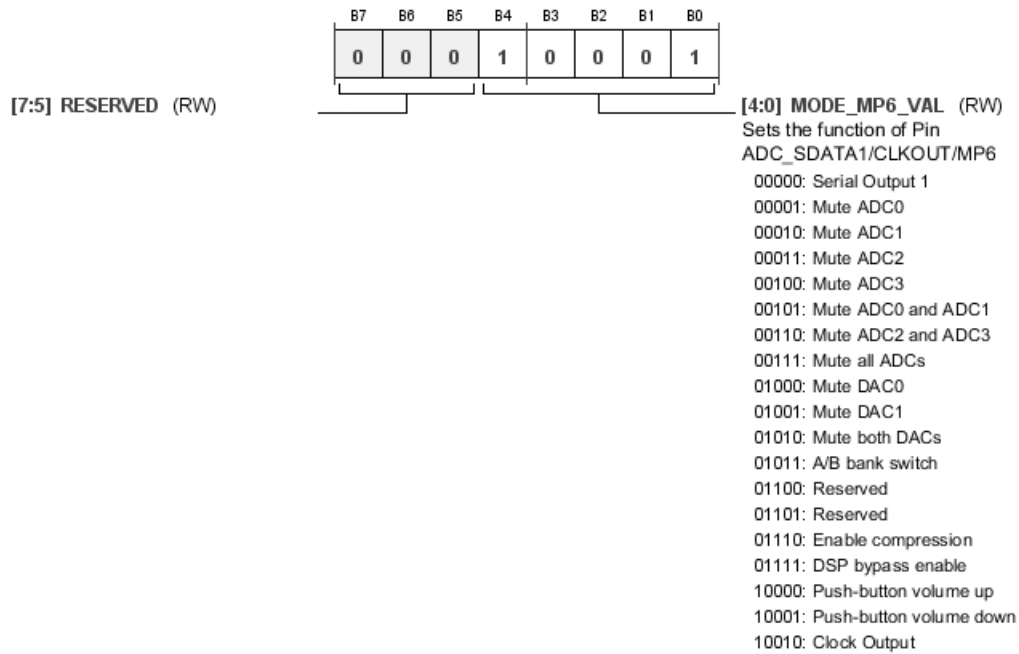 B7 B6 B5 B4 B3 B2 B1 B0
0 0 0 1 0 0 0 1
[7:5] RESERVED (RW)
[4:0] MODE_MP6_VAL (RW)
Sets the function of Pin
ADC_SDATA1/CLKOUT/MP6
00000: Serial Output 1
00001: Mute ADC0
00010: Mute ADC1
00011: Mute ADC2
00100: Mute ADC3
00101: Mute ADC0 and ADC1
00110: Mute ADC2 and ADC3
00111: Mute all ADCs
01000: Mute DAC0
01001: Mute DAC1
01010: Mute both DACs
01011: A/B bank switch
01100: Reserved
01101: Reserved
01110: Enable compression
01111: DSP bypass enable
10000: Push-button volume up
10001: Push-button volume down
10010: Clock Output